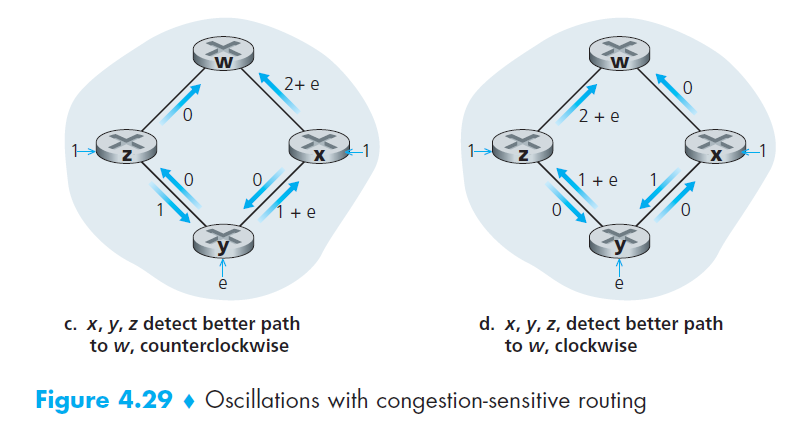 w
2+ e
0
1
z
x
1
0
0
1
1 + e
y
e
c. x, y, z detect better path
to w, counterclockwise
w
0
2 + e
1
z
x
1
1 + e
1
0
0
y
e
d. x, y, z, detect better path
to w, clockwise
Figure 4.29 ♦ Oscillations with congestion-sensitive routing